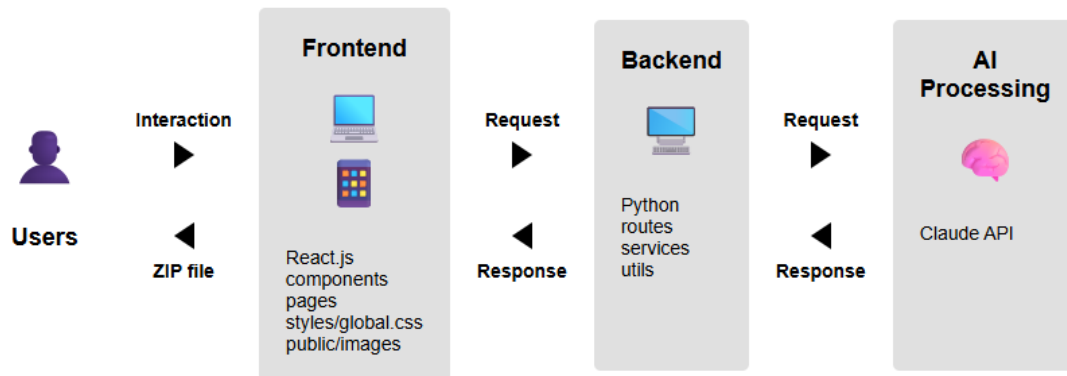 Frontend
Backend
AI
Processing
Interaction
Request
Request
Users
ZIP file
Response
Response
React.js
components
pages
styles/global.css
public/images
Python
routes
services
utils
Claude API